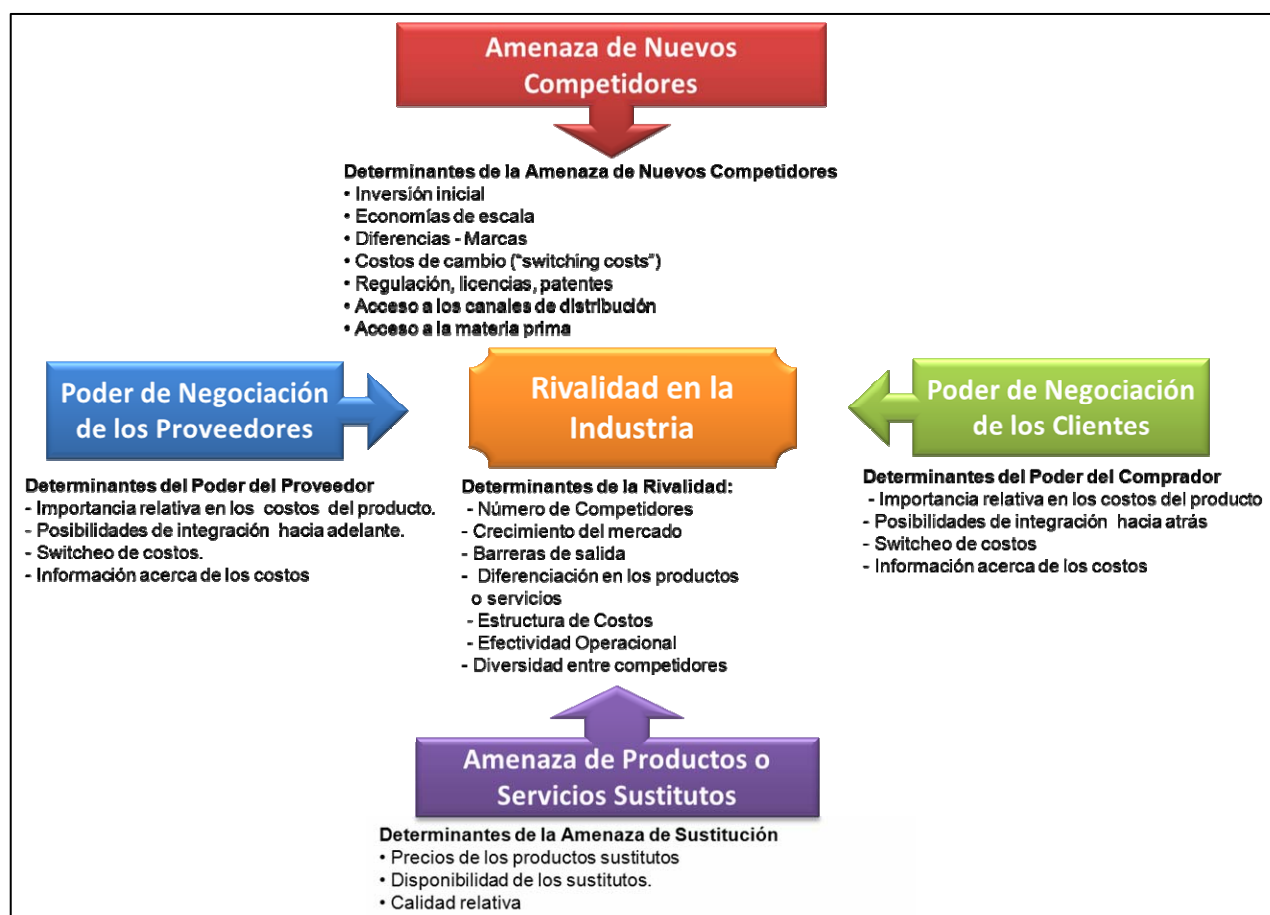 Amenaza de Nuevos
Competidores
Determinantes de la Amenaza de Nuevos Competidores
• Inversión inicial
• Economías de escala
• Diferencias - Marcas
• Costos de cambio ("switching costs")
• Regulación, licencias, patentes
• Acceso a los canales de distribución
• Acceso a la materia prima
Poder de Negociación
de los Proveedores
Determinantes del Poder del Proveedor
- Importancia relativa en los costos del producto.
- Posibilidades de integración hacia adelante.
- Switcheo de costos.
- Información acerca de los costos
Rivalidad en la
Industria
Determinantes de la Rivalidad:
- Número de Competidores
- Crecimiento del mercado
- Barreras de salida
- Diferenciación en los productos
o servicios
- Estructura de Costos
- Efectividad Operacional
- Diversidad entre competidores
Poder de Negociación
de los Clientes
Determinantes del Poder del Comprador
- Importancia relativa en los costos del producto
- Posibilidades de integración hacia atrás
- Switcheo de costos
- Información acerca de los costos
Amenaza de Productos o
Servicios Sustitutos
Determinantes de la Amenaza de Sustitución
• Precios de los productos sustitutos
• Disponibilidad de los sustitutos.
• Calidad relativa